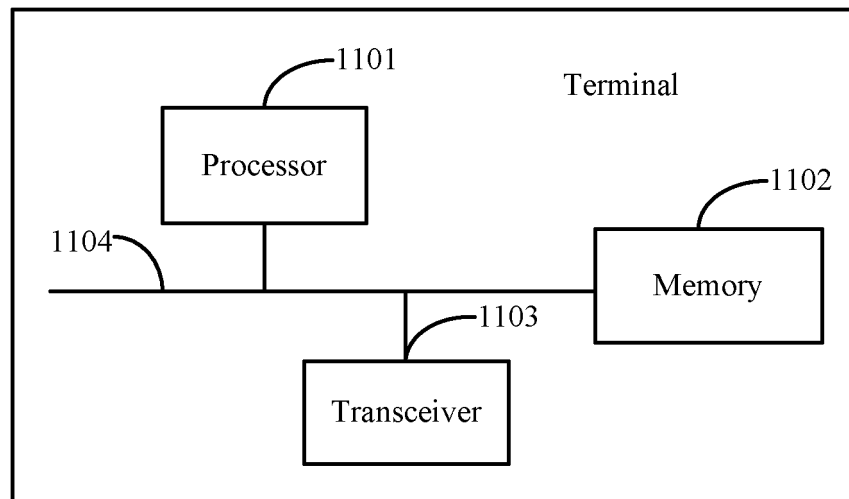 1101
Terminal
Processor
1102
1104
Memory
1103
Transceiver